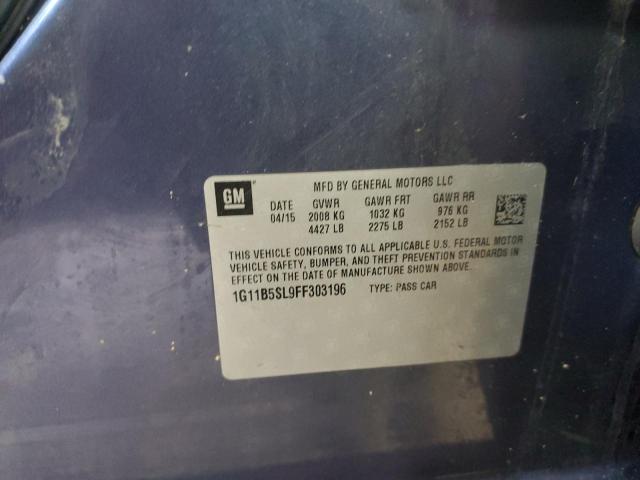 GM
MFD BY GENERAL MOTORS LLC
DATE GVWR GAWR FRT GAWR RR
04/15 2008 KG 1032 KG 976 KG
4427 LB 2275 LB 2152 LB
THIS VEHICLE CONFORMS TO ALL APPLICABLE U.S. FEDERAL MOTOR
VEHICLE SAFETY, BUMPER, AND THEFT PREVENTION STANDARDS IN
EFFECT ON THE DATE OF MANUFACTURE SHOWN ABOVE.
1G11B5SL9FF303196 TYPE: PASS CAR